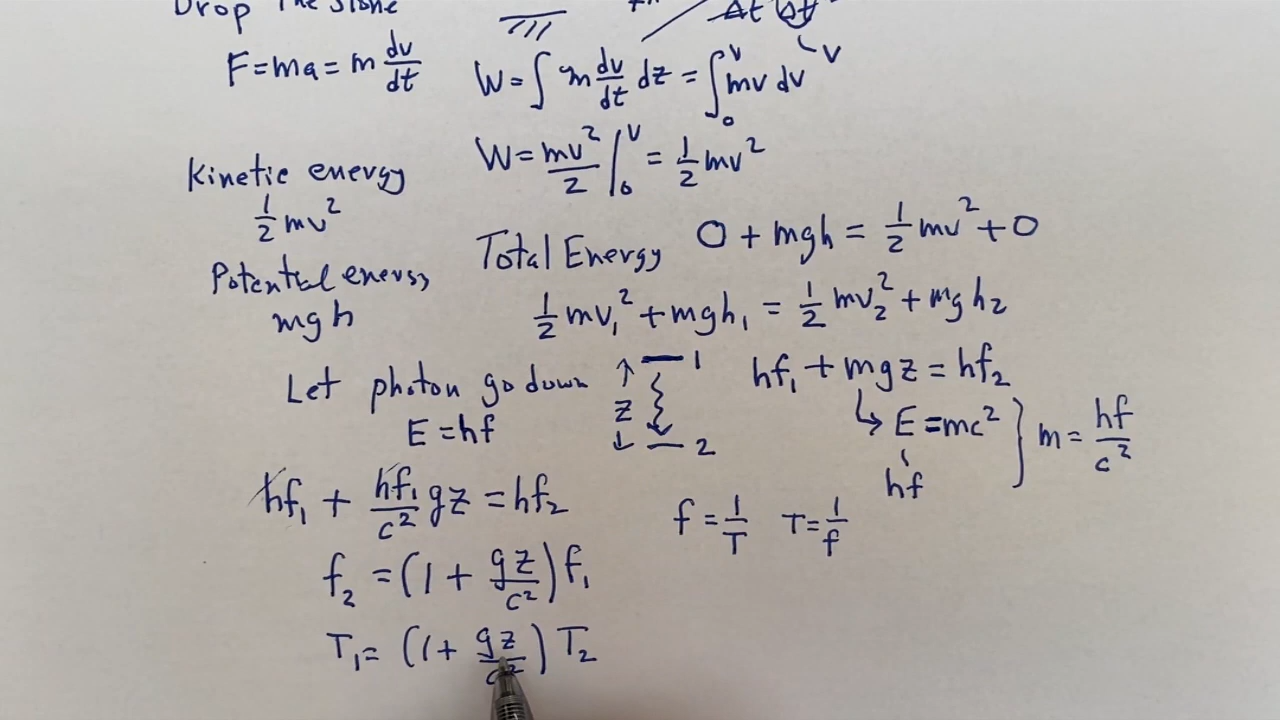 Drop The Stone
Δt Δt
F = ma = m dv/dt
W = ∫ m dv/dt dz = ∫₀ᵛ mv dv
V
Kinetic energy
½ mv²
W = mv²/2 |₀ᵛ = ½ mv²
Total Energy 0 + mgh = ½ mv² + 0
Potential energy
mgh
½ mv₁² + mgh₁ = ½ mv₂² + mgh₂
Let photon go down
E = hf
z 1 2
hf₁ + mgz = hf₂
↳ E = mc² } m = hf/c²
hf
hf₁ + hf₁/c² gz = hf₂
f = 1/T T = 1/f
f₂ = (1 + gz/c²) f₁
T₁ = (1 + gz/c²) T₂